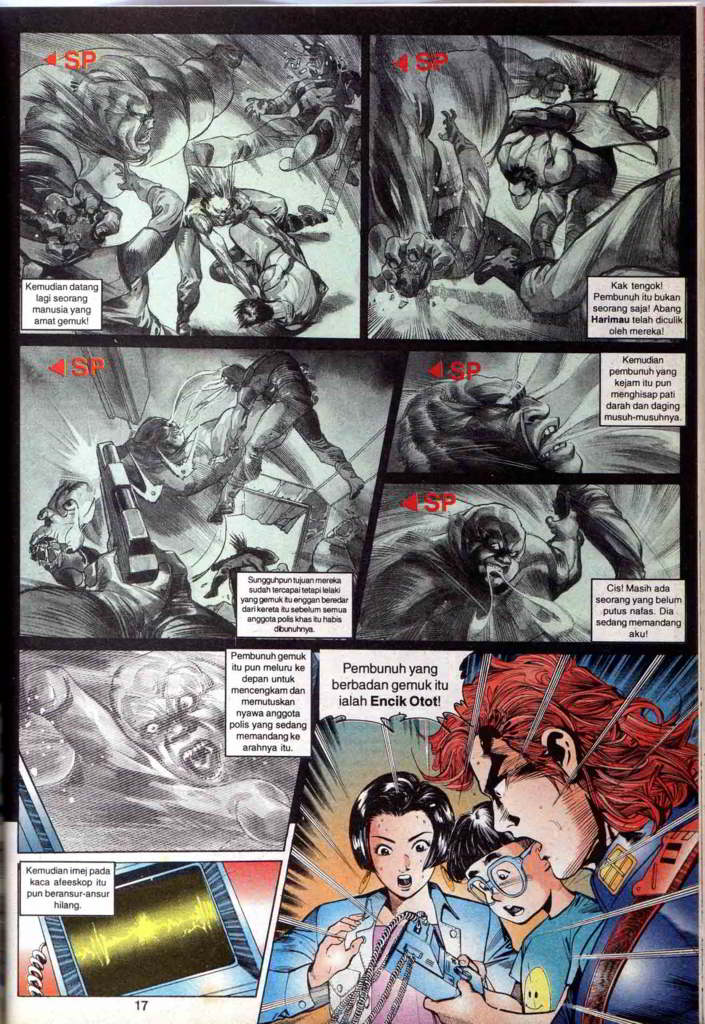 ◄ SP
Kemudian datang
lagi seorang
manusia yang
amat gemuk!
◄ SP
Kak tengok!
Pembunuh itu bukan
seorang saja! Abang
Harimau telah diculik
oleh mereka!
◄ SP
Sungguhpun tujuan mereka
sudah tercapai tetapi lelaki
yang gemuk itu enggan beredar
dari kereta itu sebelum semua
anggota polis khas itu habis
dibunuhnya.
◄ SP
Kemudian
pembunuh yang
kejam itu pun
menghisap pati
darah dan daging
musuh-musuhnya.
◄ SP
Cis! Masih ada
seorang yang belum
putus nafas. Dia
sedang memandang
aku!
Pembunuh gemuk
itu pun meluru ke
depan untuk
mencengkam dan
memutuskan
nyawa anggota
polis yang sedang
memandang ke
arahnya itu.
Pembunuh yang
berbadan gemuk itu
ialah Encik Otot!
Kemudian imej pada
kaca afeeskop itu
pun beransur-ansur
hilang.
17